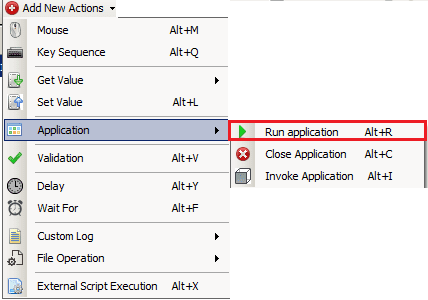 Add New Actions
Mouse Alt+M
Key Sequence Alt+Q
Get Value
Set Value Alt+L
Application
Run application Alt+R
Close Application Alt+C
Invoke Application Alt+I
Validation Alt+V
Delay Alt+Y
Wait For Alt+F
Custom Log
File Operation
External Script Execution Alt+X